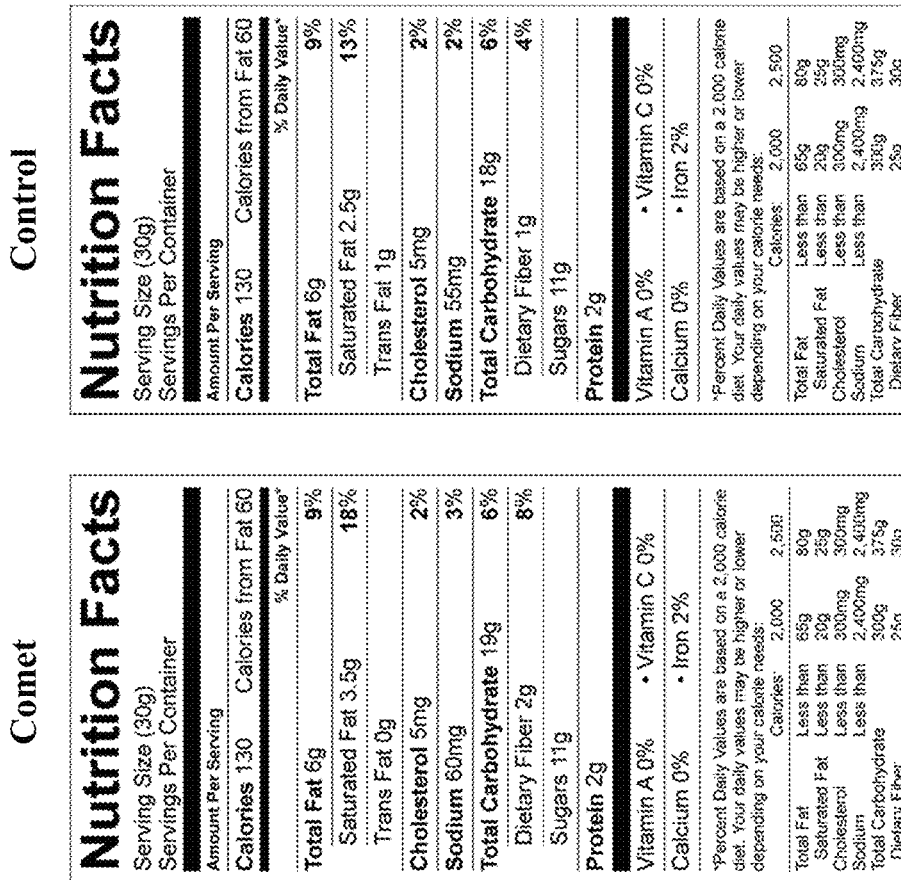 Comet
Nutrition Facts
Serving Size (30g)
Servings Per Container
Amount Per Serving
Calories 130 Calories from Fat 60
% Daily Value*
Total Fat 6g 9%
Saturated Fat 3.5g 18%
Trans Fat 0g
Cholesterol 5mg 2%
Sodium 60mg 3%
Total Carbohydrate 19g 6%
Dietary Fiber 2g 8%
Sugars 11g
Protein 2g
Vitamin A 0% • Vitamin C 0%
Calcium 0% • Iron 2%
*Percent Daily Values are based on a 2,000 calorie
diet. Your daily values may be higher or lower
depending on your calorie needs:
Calories: 2,000 2,500
Total Fat Less than 65g 80g
Saturated Fat Less than 20g 25g
Cholesterol Less than 300mg 300mg
Sodium Less than 2,400mg 2,400mg
Total Carbohydrate 300g 375g
Dietary Fiber 25g 30g
Control
Nutrition Facts
Serving Size (30g)
Servings Per Container
Amount Per Serving
Calories 130 Calories from Fat 60
% Daily Value*
Total Fat 6g 9%
Saturated Fat 2.5g 13%
Trans Fat 1g
Cholesterol 5mg 2%
Sodium 55mg 2%
Total Carbohydrate 18g 6%
Dietary Fiber 1g 4%
Sugars 11g
Protein 2g
Vitamin A 0% • Vitamin C 0%
Calcium 0% • Iron 2%
*Percent Daily Values are based on a 2,000 calorie
diet. Your daily values may be higher or lower
depending on your calorie needs:
Calories: 2,000 2,500
Total Fat Less than 65g 80g
Saturated Fat Less than 20g 25g
Cholesterol Less than 300mg 300mg
Sodium Less than 2,400mg 2,400mg
Total Carbohydrate 300g 375g
Dietary Fiber 25g 30g